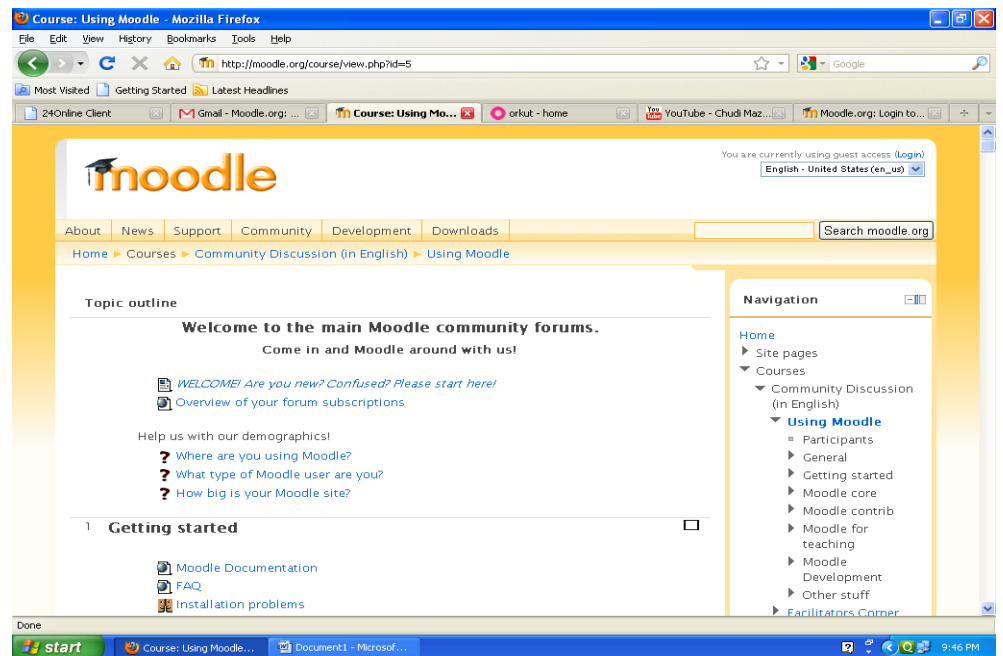 Course: Using Moodle - Mozilla Firefox
File Edit View History Bookmarks Tools Help
http://moodle.org/course/view.php?id=5
Google
Most Visited Getting Started Latest Headlines
24Online Client
Gmail - Moodle.org: ...
Course: Using Mo...
orkut - home
You Tube
YouTube - Chudi Maz...
Moodle.org: Login to...
moodle
You are currently using guest access (Login)
English - United States (en_us)
About News Support Community Development Downloads
Search moodle.org
Home ► Courses ► Community Discussion (in English) ► Using Moodle
Topic outline
Welcome to the main Moodle community forums.
Come in and Moodle around with us!
WELCOME! Are you new? Confused? Please start here!
Overview of your forum subscriptions
Help us with our demographics!
? Where are you using Moodle?
? What type of Moodle user are you?
? How big is your Moodle site?
1 Getting started
Moodle Documentation
FAQ
Installation problems
Navigation
Home
Site pages
Courses
Community Discussion
(in English)
Using Moodle
Participants
General
Getting started
Moodle core
Moodle contrib
Moodle for
teaching
Moodle
Development
Other stuff
Facilitators Corner
Done
start
Course: Using Moodle...
Document1 - Microsof...
9:46 PM